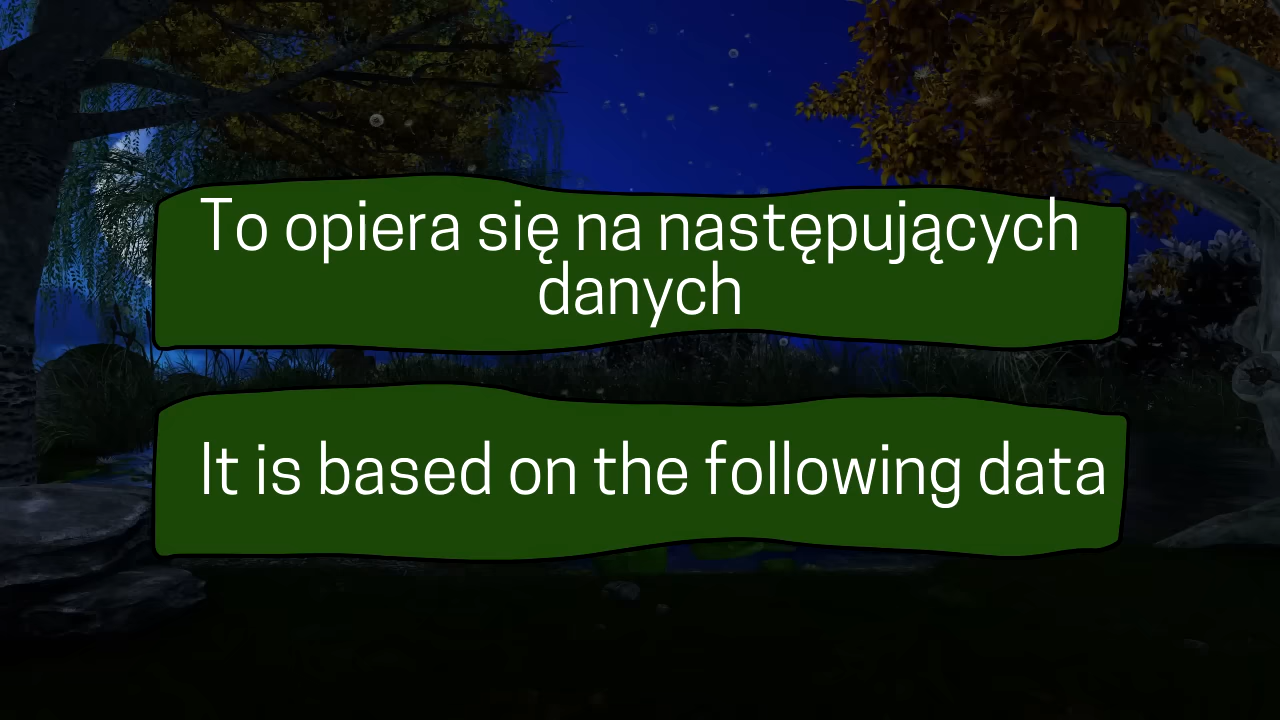 To opiera się na następujących
danych
It is based on the following data